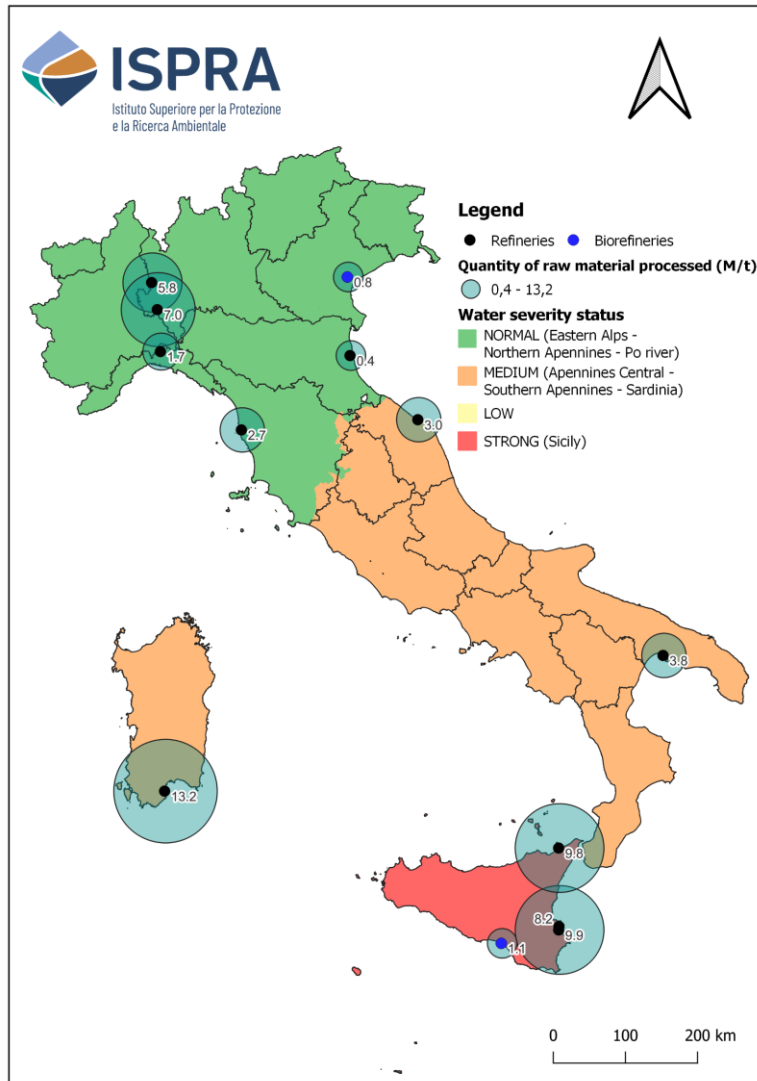 ISPRA
Istituto Superiore per la Protezione
e la Ricerca Ambientale
Legend
Refineries
Biorefineries
Quantity of raw material processed (M/t)
0,4 - 13,2
Water severity status
NORMAL (Eastern Alps -
Northern Apennines - Po river)
MEDIUM (Apennines Central -
Southern Apennines - Sardinia)
LOW
STRONG (Sicily)
5.8
0.8
7.0
1.7
0.4
2.7
3.0
3.8
13.2
9.8
8.2
9.9
1.1
0 100 200 km